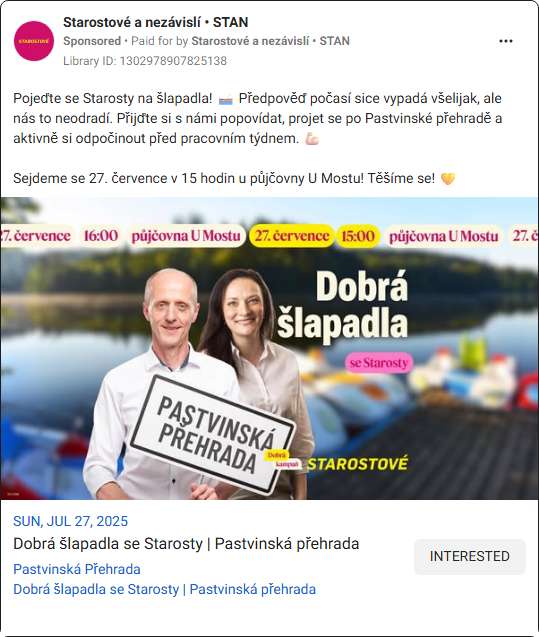 Starostové a nezávislí • STAN
Sponsored • Paid for by Starostové a nezávislí • STAN
Library ID: 1302978907825138
STAROSTOVÉ
Pojeďte se Starosty na šlapadla! 🚣 Předpověď počasí sice vypadá všelijak, ale
nás to neodradí. Přijďte si s námi popovídat, projet se po Pastvinské přehradě a
aktivně si odpočinout před pracovním týdnem. 💪🏻
Sejdeme se 27. července v 15 hodin u půjčovny U Mostu! Těšíme se! 💛
27. července 16:00 půjčovna U Mostu 27. července 15:00 půjčovna U Mostu 27. č
Dobrá
šlapadla
se Starosty
PASTVINSKÁ
PŘEHRADA
Dobrá
kampaň
STAROSTOVÉ
SUN, JUL 27, 2025
Dobrá šlapadla se Starosty | Pastvinská přehrada
INTERESTED
Pastvinská Přehrada
Dobrá šlapadla se Starosty | Pastvinská přehrada